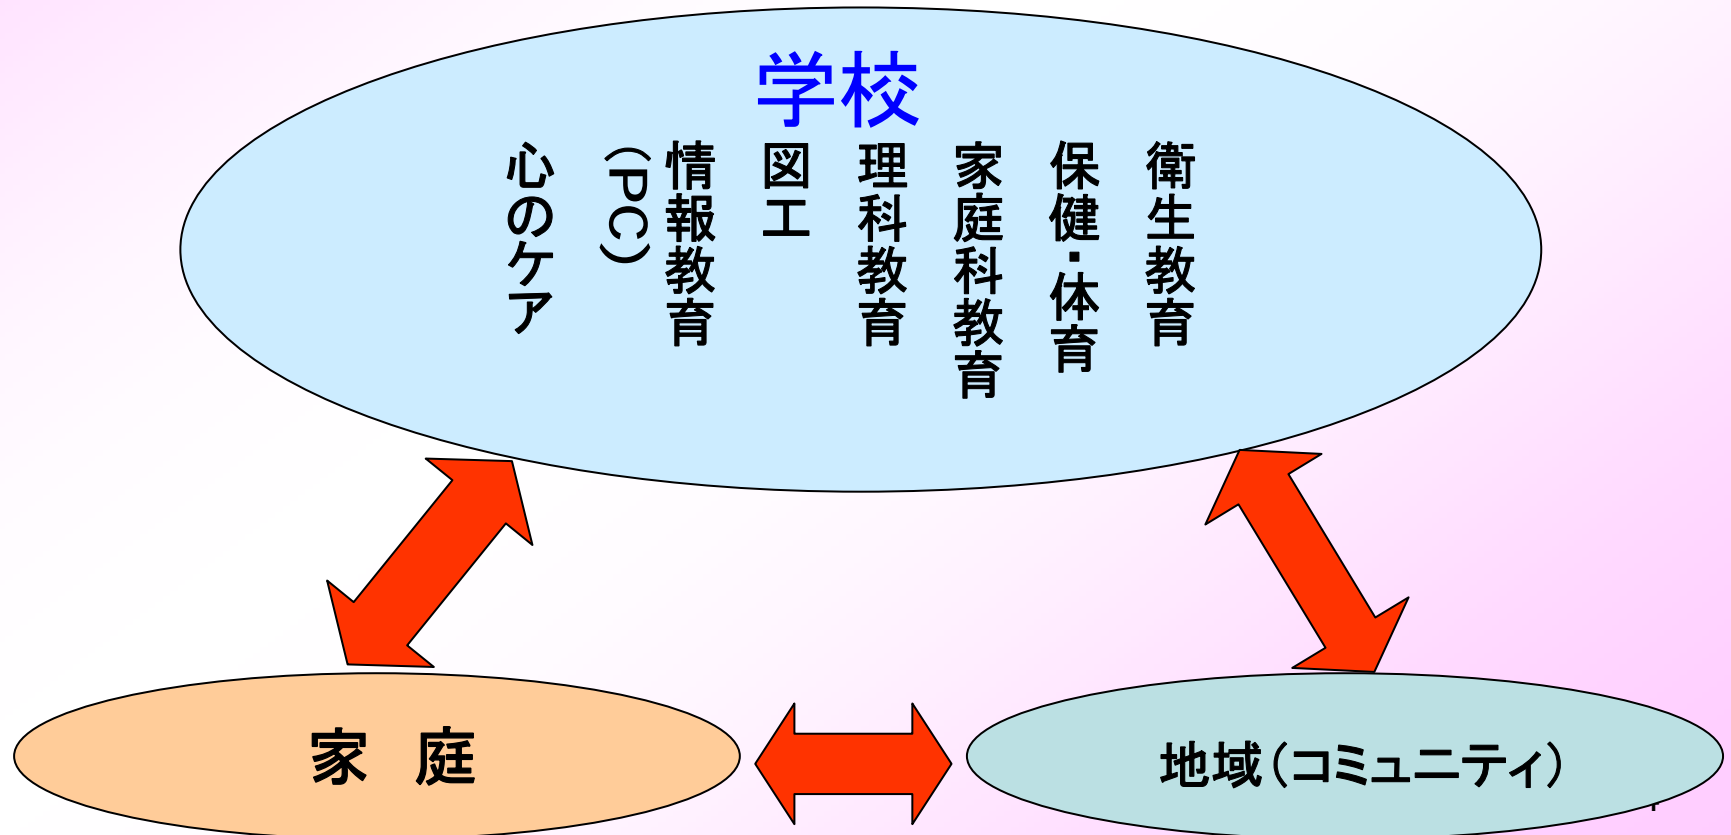 学校
衛生教育
保健・体育
家庭科教育
理科教育
図工
情報教育
(PC)
心のケア
家　庭
地域(コミュニティ)